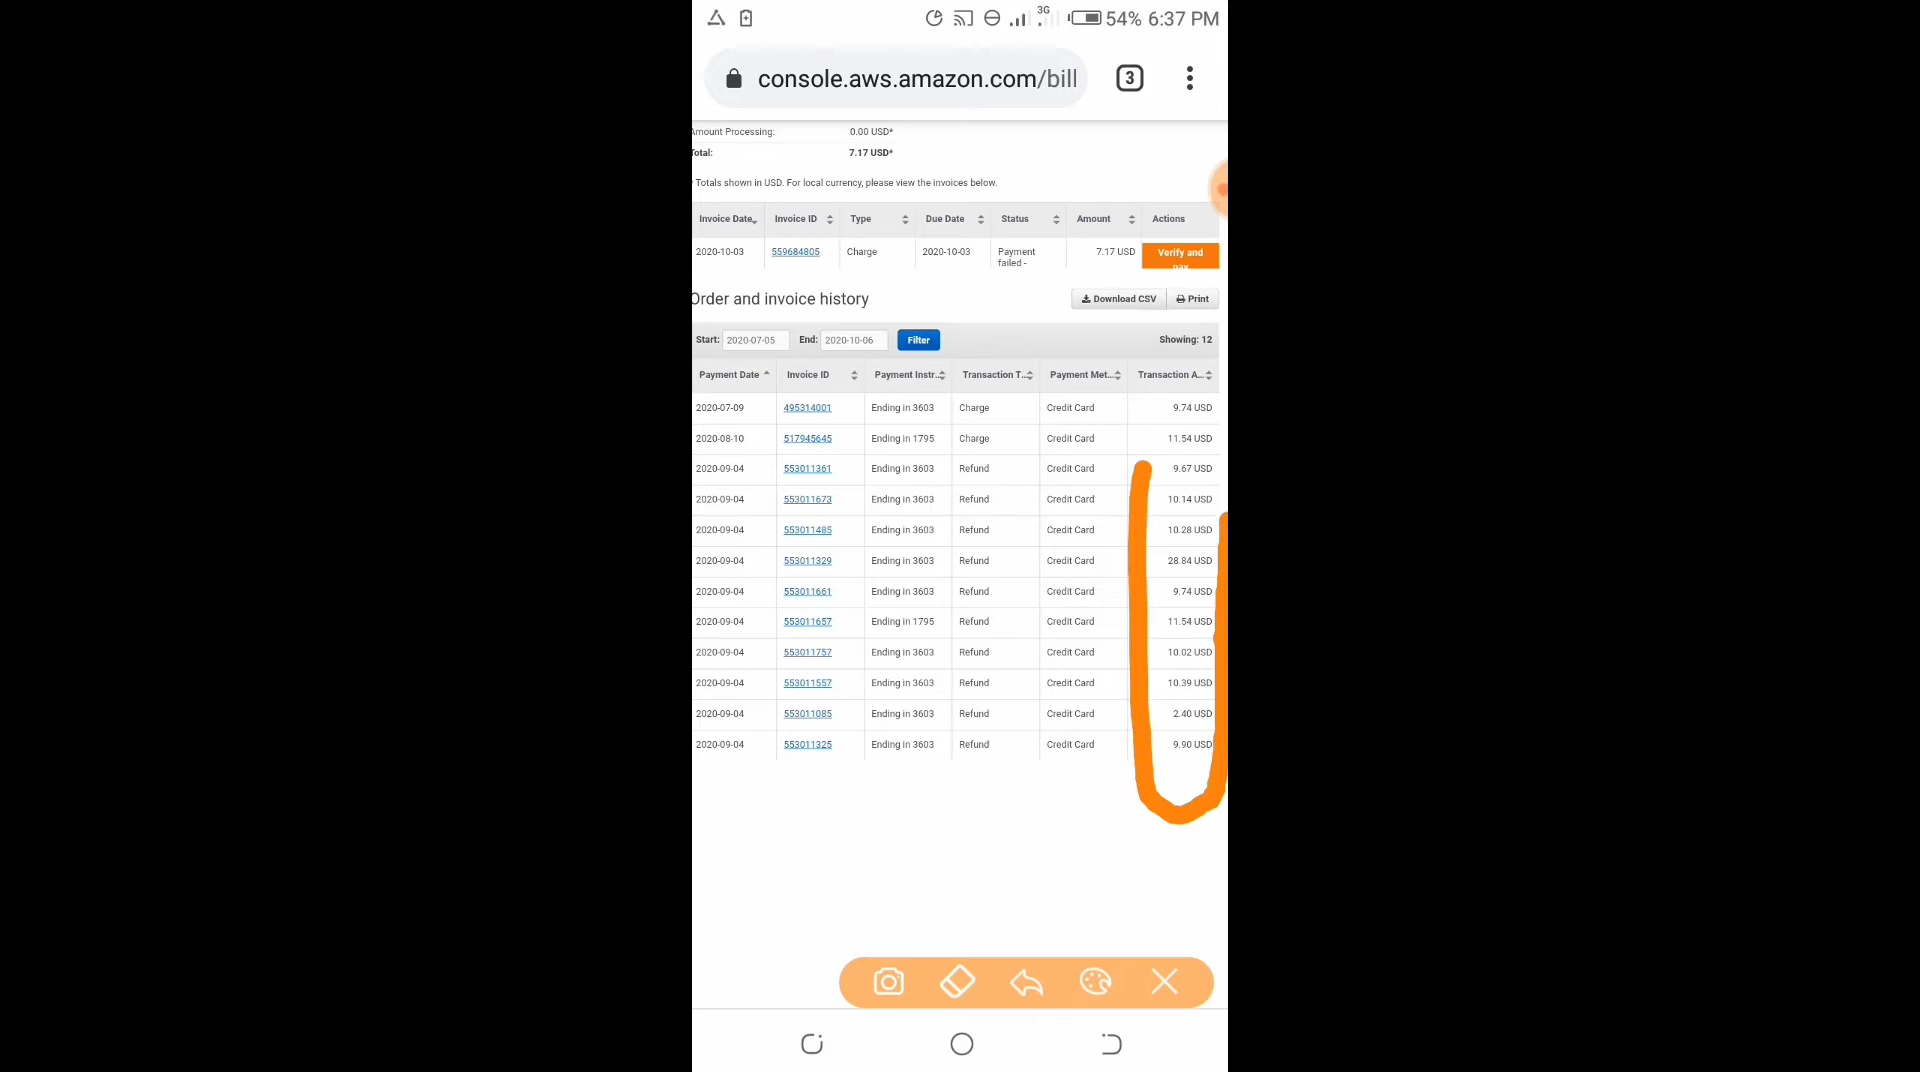 3G
54% 6:37 PM
console.aws.amazon.com/bill
3
Amount Processing: 0.00 USD*
Total: 7.17 USD*
* Totals shown in USD. For local currency, please view the invoices below.
Invoice Date Invoice ID Type Due Date Status Amount Actions
2020-10-03 559684805 Charge 2020-10-03 Payment failed - 7.17 USD Verify and pay
Order and invoice history Download CSV Print
Start: 2020-07-05 End: 2020-10-06 Filter Showing: 12
Payment Date Invoice ID Payment Instr... Transaction T... Payment Met... Transaction A...
2020-07-09 495314001 Ending in 3603 Charge Credit Card 9.74 USD
2020-08-10 517945645 Ending in 1795 Charge Credit Card 11.54 USD
2020-09-04 553011361 Ending in 3603 Refund Credit Card 9.67 USD
2020-09-04 553011673 Ending in 3603 Refund Credit Card 10.14 USD
2020-09-04 553011485 Ending in 3603 Refund Credit Card 10.28 USD
2020-09-04 553011329 Ending in 3603 Refund Credit Card 28.84 USD
2020-09-04 553011661 Ending in 3603 Refund Credit Card 9.74 USD
2020-09-04 553011657 Ending in 1795 Refund Credit Card 11.54 USD
2020-09-04 553011757 Ending in 3603 Refund Credit Card 10.02 USD
2020-09-04 553011557 Ending in 3603 Refund Credit Card 10.39 USD
2020-09-04 553011085 Ending in 3603 Refund Credit Card 2.40 USD
2020-09-04 553011325 Ending in 3603 Refund Credit Card 9.90 USD